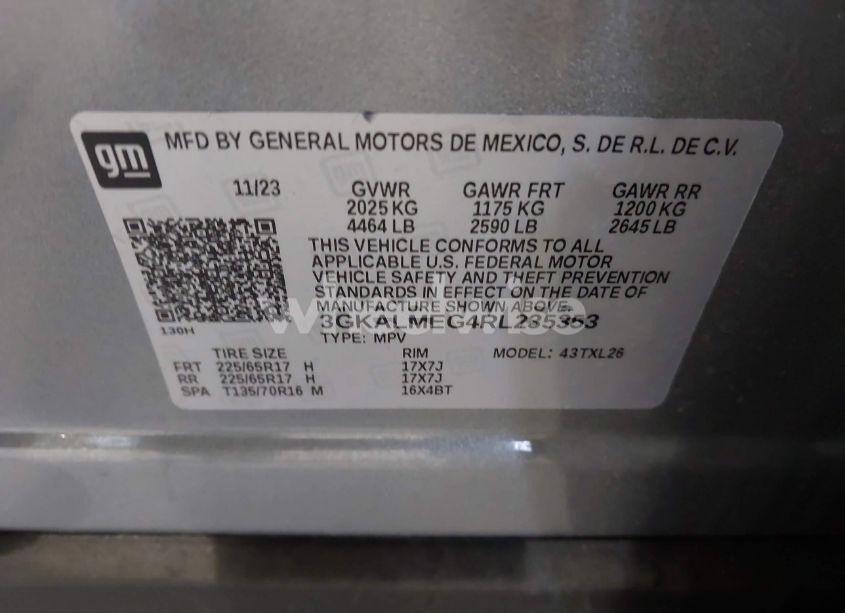 gm
MFD BY GENERAL MOTORS DE MEXICO, S. DE R.L. DE C.V.
11/23 GVWR GAWR FRT GAWR RR
2025 KG 1175 KG 1200 KG
4464 LB 2590 LB 2645 LB
THIS VEHICLE CONFORMS TO ALL
APPLICABLE U.S. FEDERAL MOTOR
VEHICLE SAFETY AND THEFT PREVENTION
STANDARDS IN EFFECT ON THE DATE OF
MANUFACTURE SHOWN ABOVE.
3GKALMEG4RL235353
130H
TYPE: MPV
TIRE SIZE RIM MODEL: 43TXL26
FRT 225/65R17 H 17X7J
RR 225/65R17 H 17X7J
SPA T135/70R16 M 16X4BT